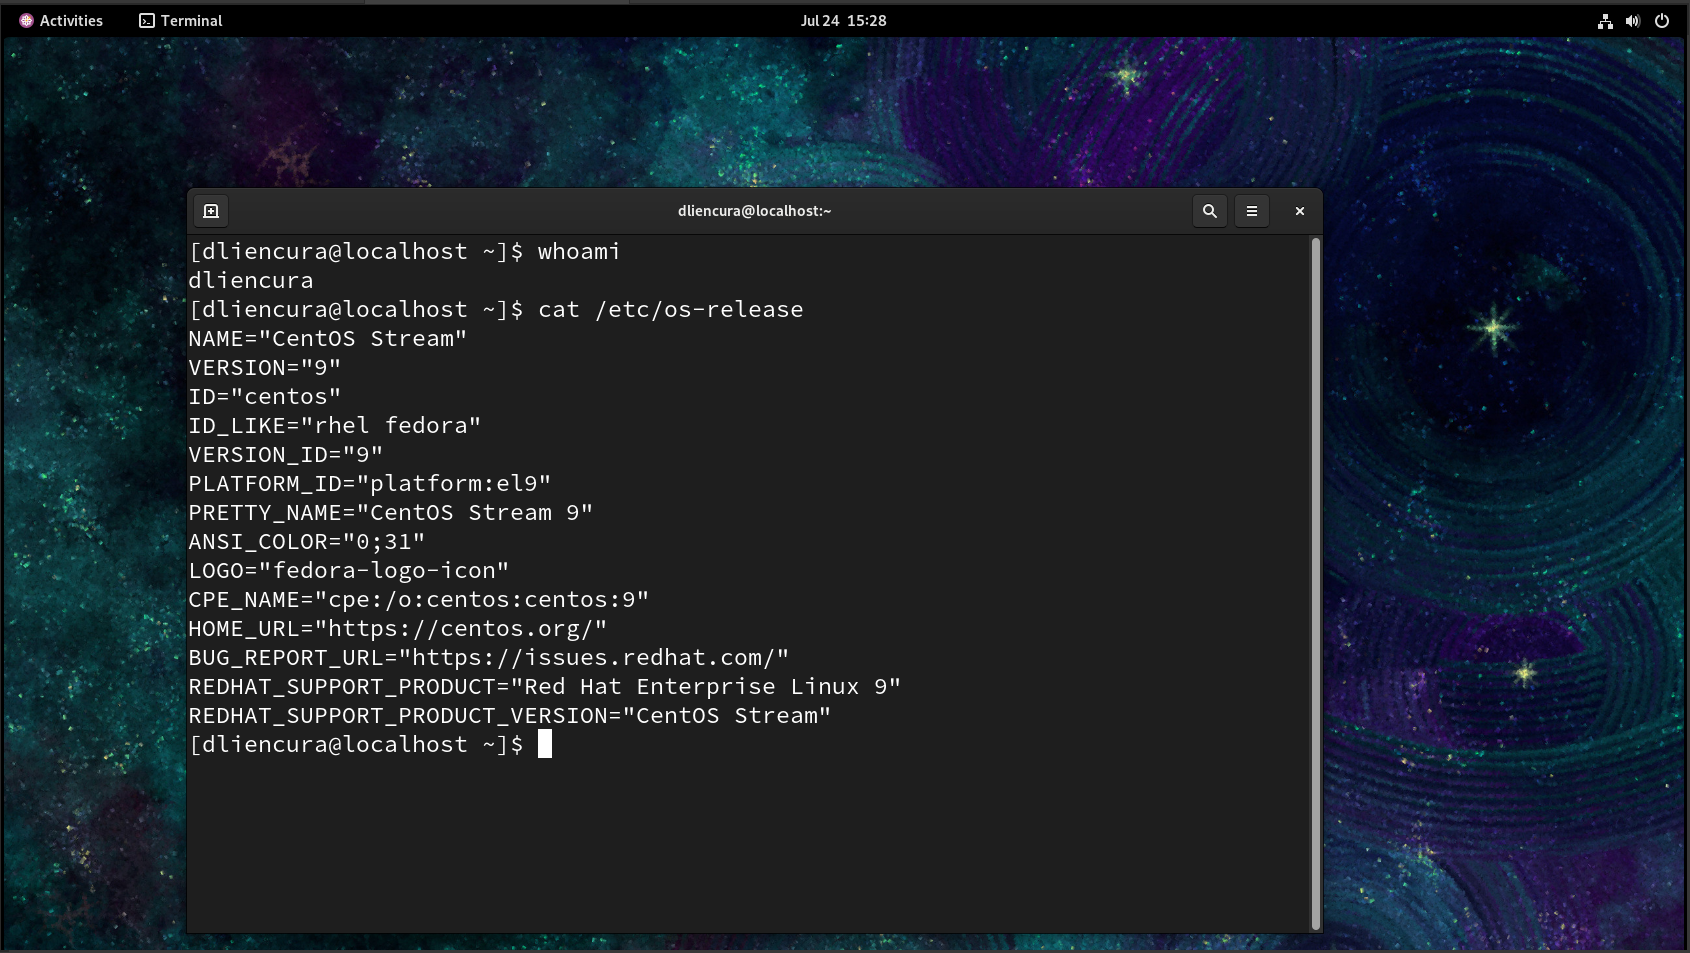 Activities Terminal Jul 24 15:28
dliencura@localhost:~
[dliencura@localhost ~]$ whoami
dliencura
[dliencura@localhost ~]$ cat /etc/os-release
NAME="CentOS Stream"
VERSION="9"
ID="centos"
ID_LIKE="rhel fedora"
VERSION_ID="9"
PLATFORM_ID="platform:el9"
PRETTY_NAME="CentOS Stream 9"
ANSI_COLOR="0;31"
LOGO="fedora-logo-icon"
CPE_NAME="cpe:/o:centos:centos:9"
HOME_URL="https://centos.org/"
BUG_REPORT_URL="https://issues.redhat.com/"
REDHAT_SUPPORT_PRODUCT="Red Hat Enterprise Linux 9"
REDHAT_SUPPORT_PRODUCT_VERSION="CentOS Stream"
[dliencura@localhost ~]$